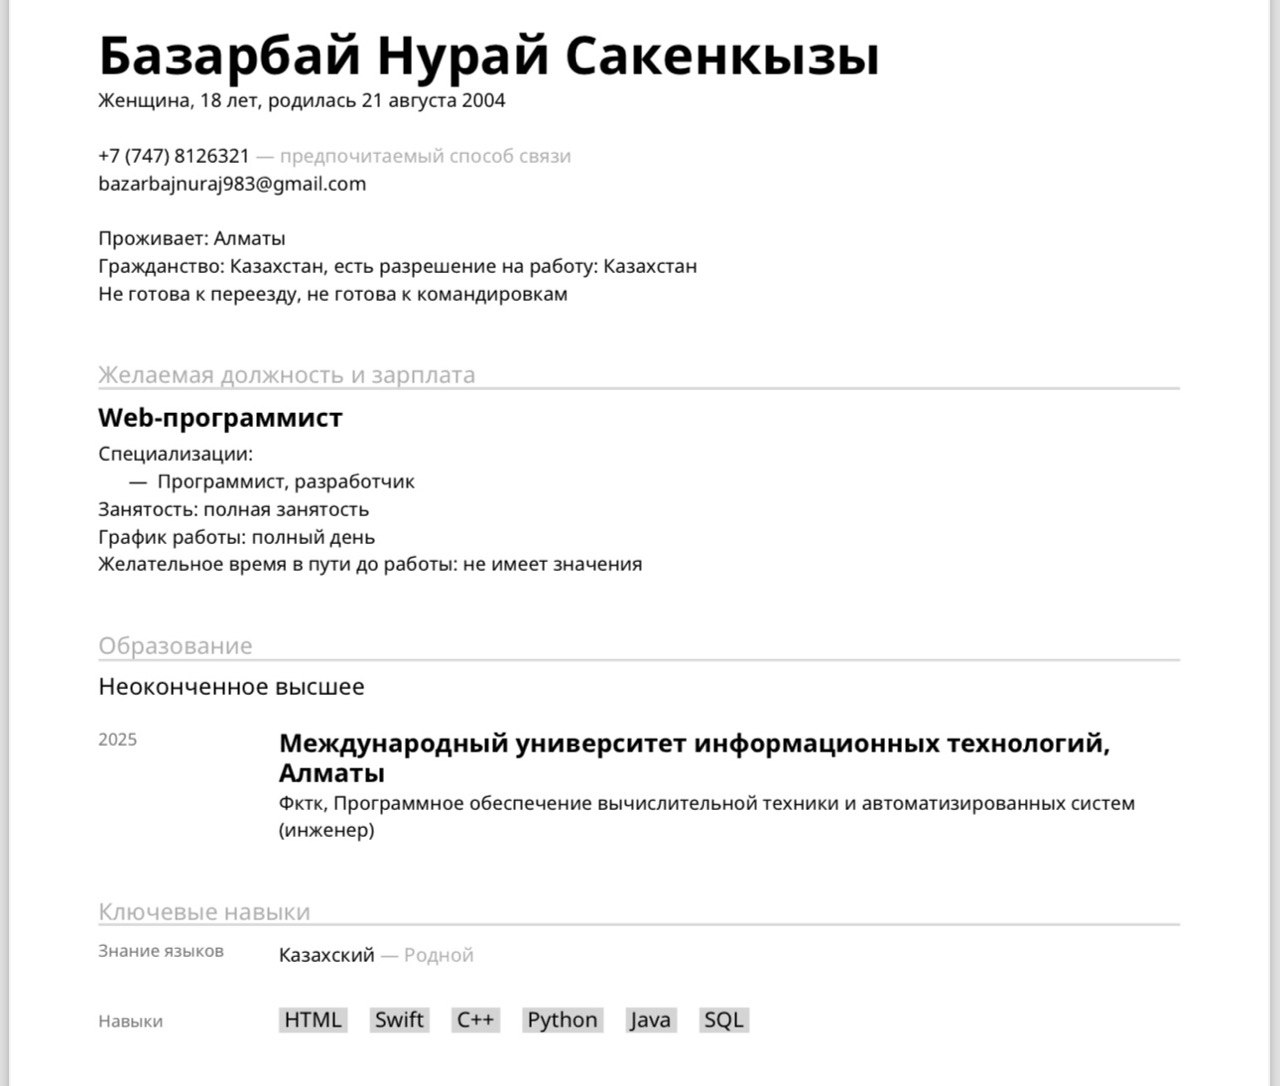 Базарбай Нурай Сакенкызы
Женщина, 18 лет, родилась 21 августа 2004
+7 (747) 8126321 — предпочитаемый способ связи
bazarbajnuraj983@gmail.com
Проживает: Алматы
Гражданство: Казахстан, есть разрешение на работу: Казахстан
Не готова к переезду, не готова к командировкам
Желаемая должность и зарплата
Web-программист
Специализации:
— Программист, разработчик
Занятость: полная занятость
График работы: полный день
Желательное время в пути до работы: не имеет значения
Образование
Неоконченное высшее
2025 Международный университет информационных технологий,
Алматы
Фктк, Программное обеспечение вычислительной техники и автоматизированных систем
(инженер)
Ключевые навыки
Знание языков Казахский — Родной
Навыки HTML Swift C++ Python Java SQL